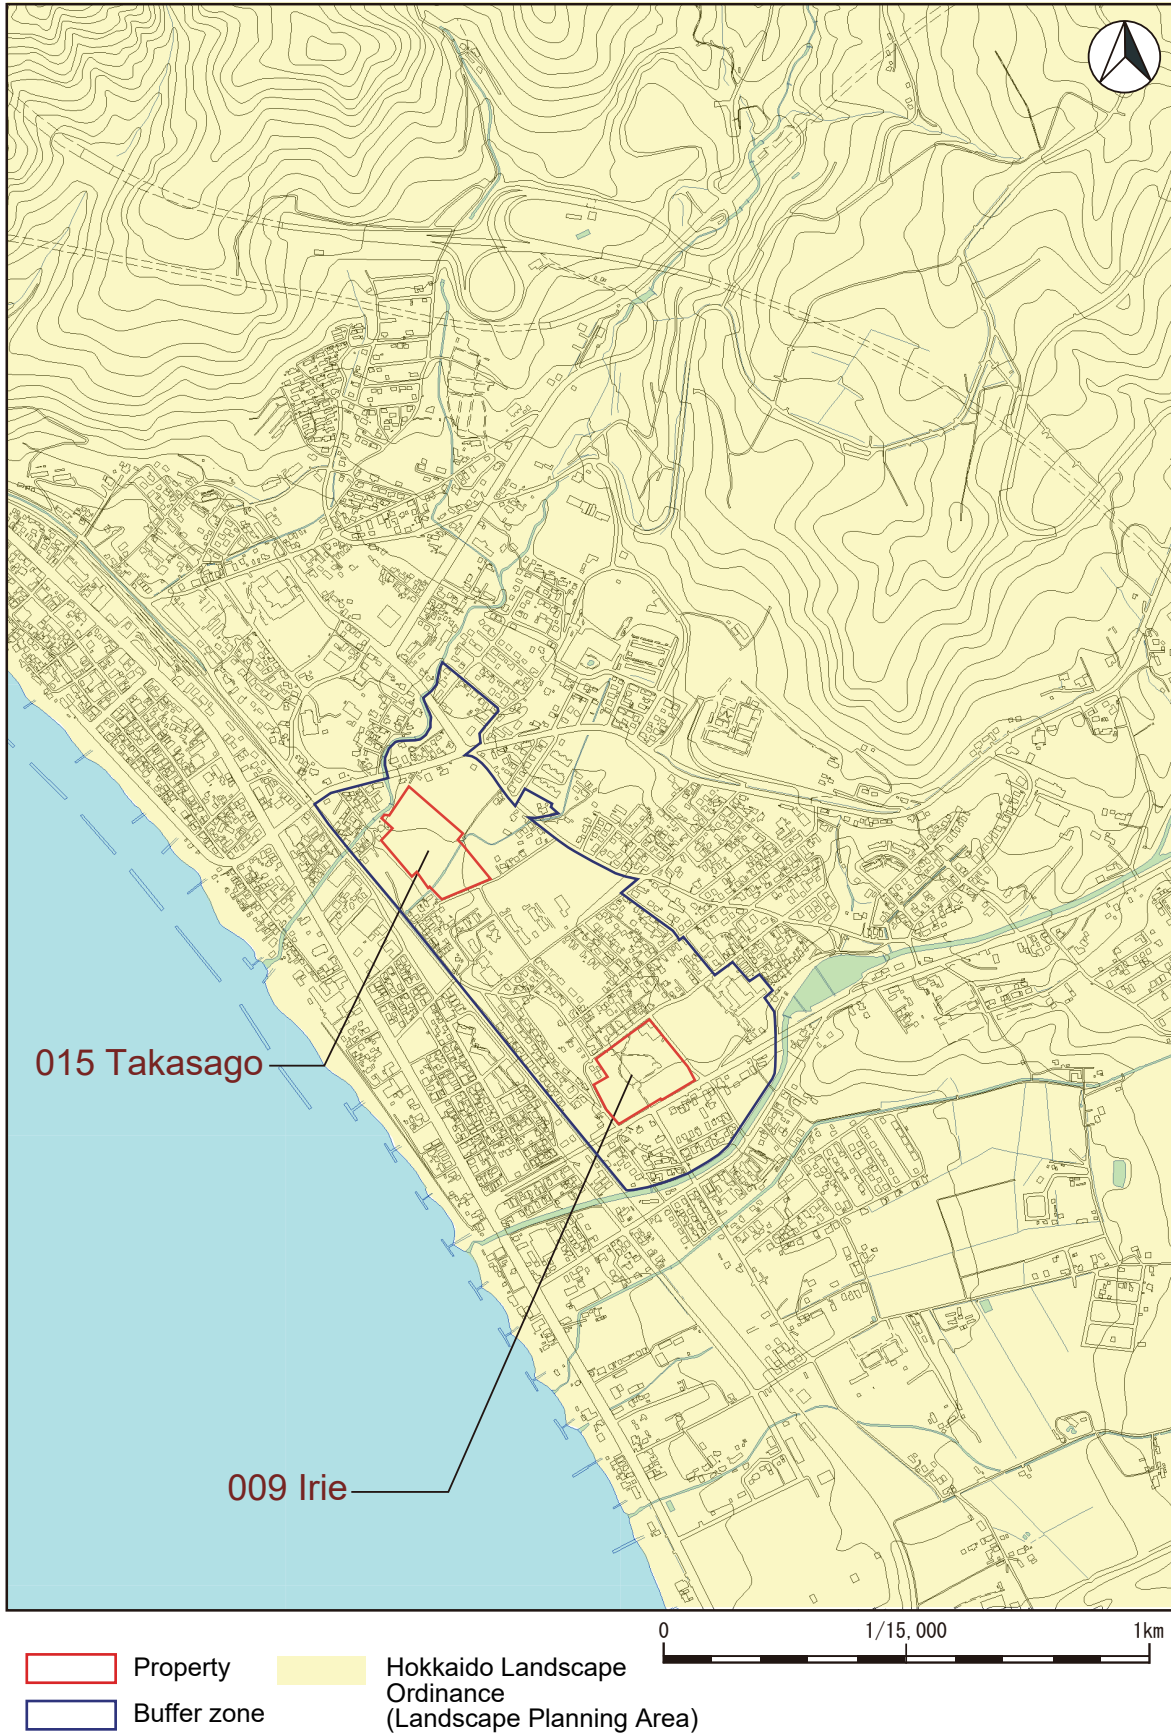 015 Takasago
009 Irie
0
1/15,000
1km
Property
Buffer zone
Hokkaido Landscape
Ordinance
(Landscape Planning Area)